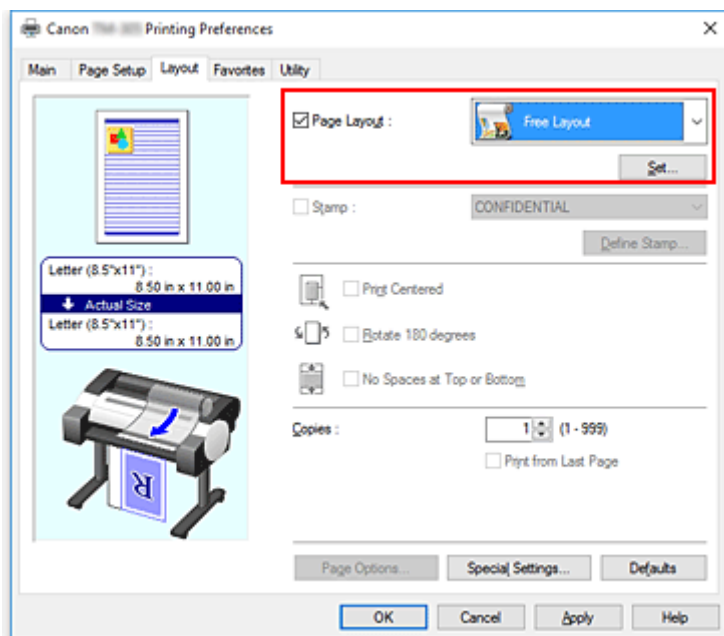 Canon Printing Preferences
Main Page Setup Layout Favorites Utility
Page Layout :
Free Layout
Set...
Stamp :
CONFIDENTIAL
Define Stamp...
Letter (8.5"x11") :
8.50 in x 11.00 in
Actual Size
Letter (8.5"x11") :
8.50 in x 11.00 in
Print Centered
Rotate 180 degrees
No Spaces at Top or Bottom
R
Copies :
1 (1 - 999)
Print from Last Page
Page Options... Special Settings... Defaults
OK Cancel Apply Help